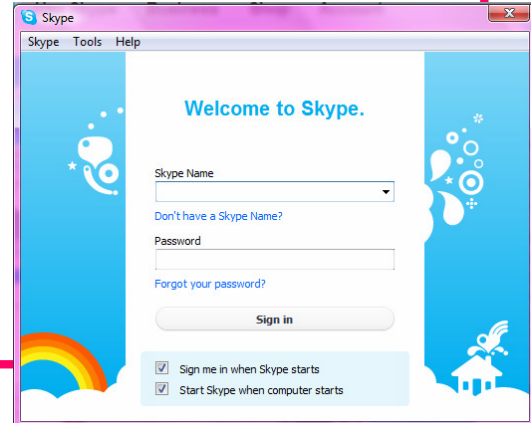 Skype
Skype Tools Help
Welcome to Skype.
Skype Name
Don't have a Skype Name?
Password
Forgot your password?
Sign in
Sign me in when Skype starts
Start Skype when computer starts